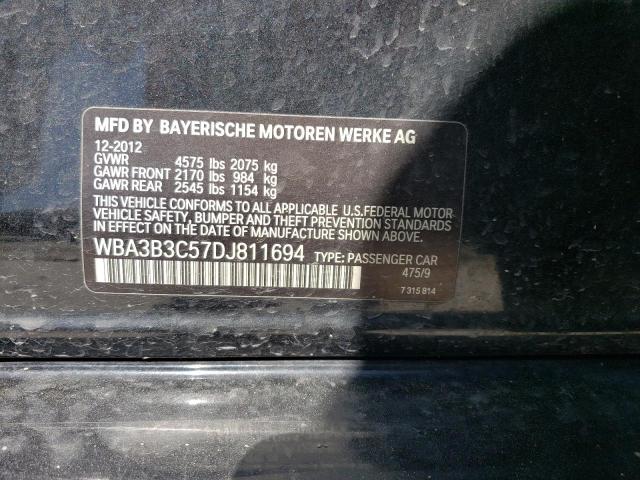 MFD BY BAYERISCHE MOTOREN WERKE AG
12-2012
GVWR 4575 lbs 2075 kg
GAWR FRONT 2170 lbs 984 kg
GAWR REAR 2545 lbs 1154 kg
THIS VEHICLE CONFORMS TO ALL APPLICABLE U.S.FEDERAL MOTOR
VEHICLE SAFETY, BUMPER AND THEFT PREVENTION STANDARDS
IN EFFECT ON THE DATE OF MANUFACTURE SHOWN ABOVE.
WBA3B3C57DJ811694 TYPE: PASSENGER CAR
475/9
7 315 814